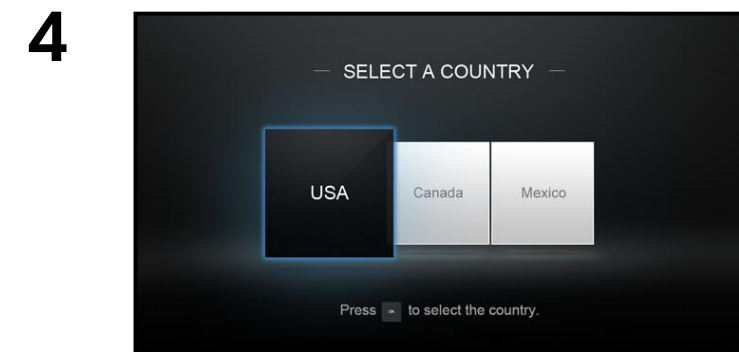 4
— SELECT A COUNTRY —
USA Canada Mexico
Press to select the country.